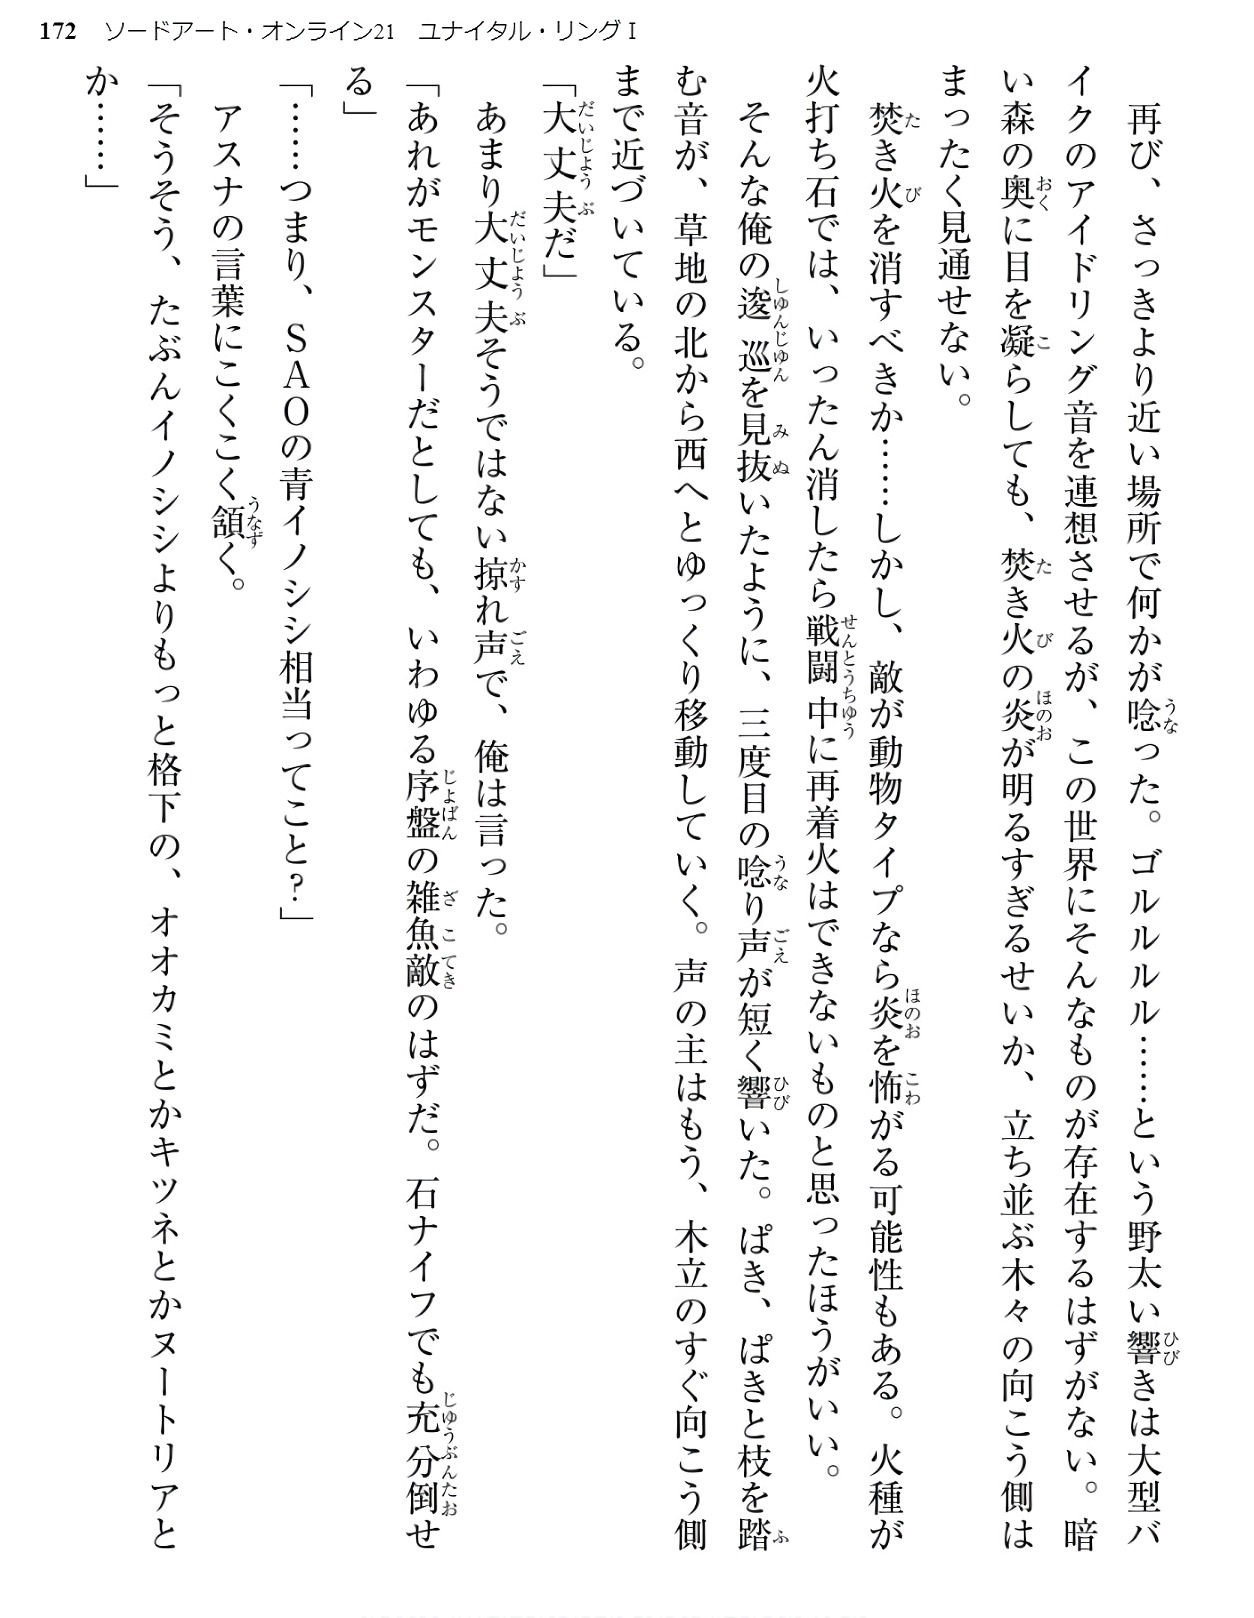 172 ソードアート・オンライン21 ユナイタル・リングⅠ
　再び、さっきより近い場所で何かが唸った。ゴルルルル……という野太い響きは大型バ
イクのアイドリング音を連想させるが、この世界にそんなものが存在するはずがない。暗
い森の奥に目を凝らしても、焚き火の炎が明るすぎるせいか、立ち並ぶ木々の向こう側は
まったく見通せない。
　焚き火を消すべきか……しかし、敵が動物タイプなら炎を怖がる可能性もある。火種が
火打ち石では、いったん消したら戦闘中に再着火はできないものと思ったほうがいい。
　そんな俺の逡巡を見抜いたように、三度目の唸り声が短く響いた。ぱき、ぱきと枝を踏
む音が、草地の北から西へとゆっくり移動していく。声の主はもう、木立のすぐ向こう側
まで近づいている。
「大丈夫だ」
　あまり大丈夫そうではない掠れ声で、俺は言った。
「あれがモンスターだとしても、いわゆる序盤の雑魚敵のはずだ。石ナイフでも充分倒せ
る」
「……つまり、ＳＡＯの青イノシシ相当ってこと？」
　アスナの言葉にこくこく頷く。
「そうそう、たぶんイノシシよりもっと格下の、オオカミとかキツネとかヌートリアと
か……」